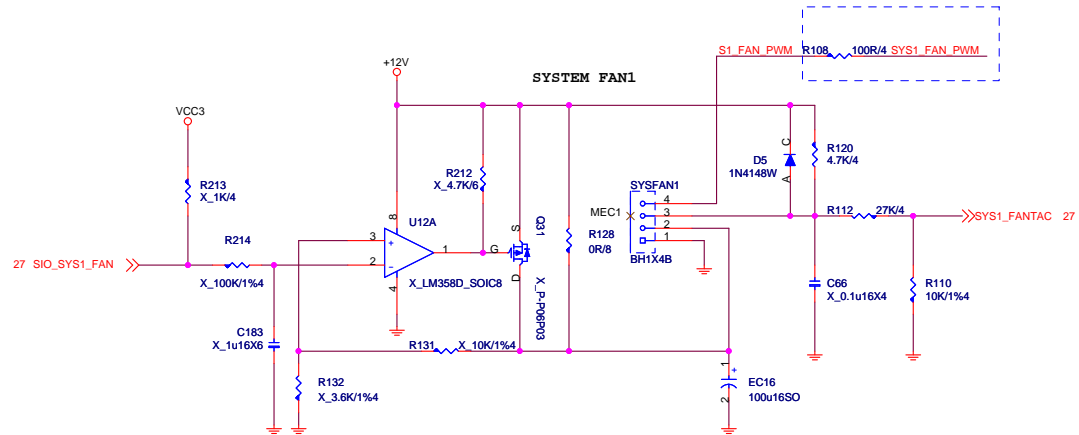 S1_FAN_PWM R108 100R/4 SYS1_FAN_PWM
+12V
SYSTEM FAN1
VCC3
R213
X_1K/4
R212
X_4.7K/6
D5
1N4148W
C
A
R120
4.7K/4
SYSFAN1
MEC1
4
3
2
1
BH1X4B
R112 27K/4
SYS1_FANTAC 27
U12A
8
3
+
2
−
1
4
X_LM358D_SOIC8
Q31
S
G
D
X_P-P06P03
R128
0R/8
R214
X_100K/1%4
27 SIO_SYS1_FAN
C66
X_0.1u16X4
R110
10K/1%4
C183
X_1u16X6
R131 X_10K/1%4
R132
X_3.6K/1%4
1
+
2
EC16
100u16SO